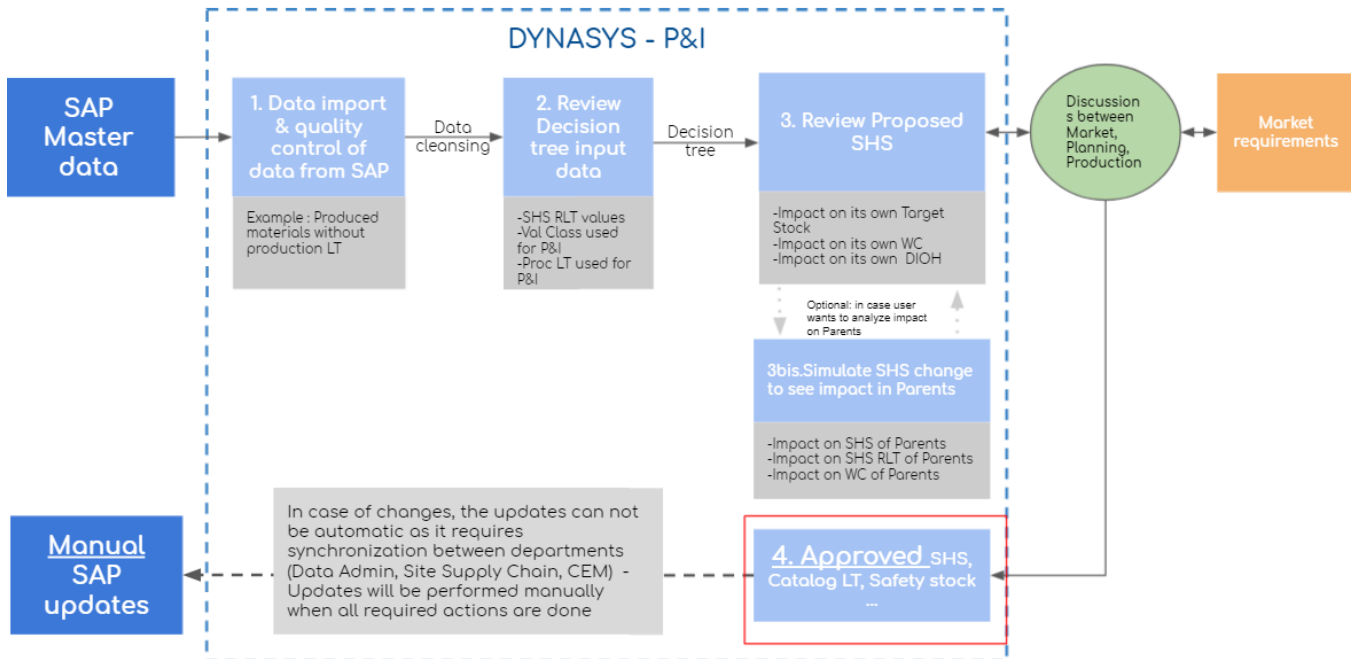 DYNASYS - P&I
SAP
Master
data
1. Data import
& quality
control of
data from SAP
Example : Produced
materials without
production LT
Data
cleansing
2. Review
Decision
tree input
data
-SHS RLT values
-Val Class used
for P&I
-Proc LT used for
P&I
Decision
tree
3. Review Proposed
SHS
-Impact on its own Target
Stock
-Impact on its own WC
-Impact on its own DIOH
Discussion
s between
Market,
Planning,
Production
Market
requirements
Optional: in case user
wants to analyze impact
on Parents
3bis.Simulate SHS change
to see impact in Parents
-Impact on SHS of Parents
-Impact on SHS RLT of Parents
-Impact on WC of Parents
4. Approved SHS,
Catalog LT, Safety stock
...
In case of changes, the updates can not
be automatic as it requires
synchronization between departments
(Data Admin, Site Supply Chain, CEM) -
Updates will be performed manually
when all required actions are done
Manual
SAP
updates